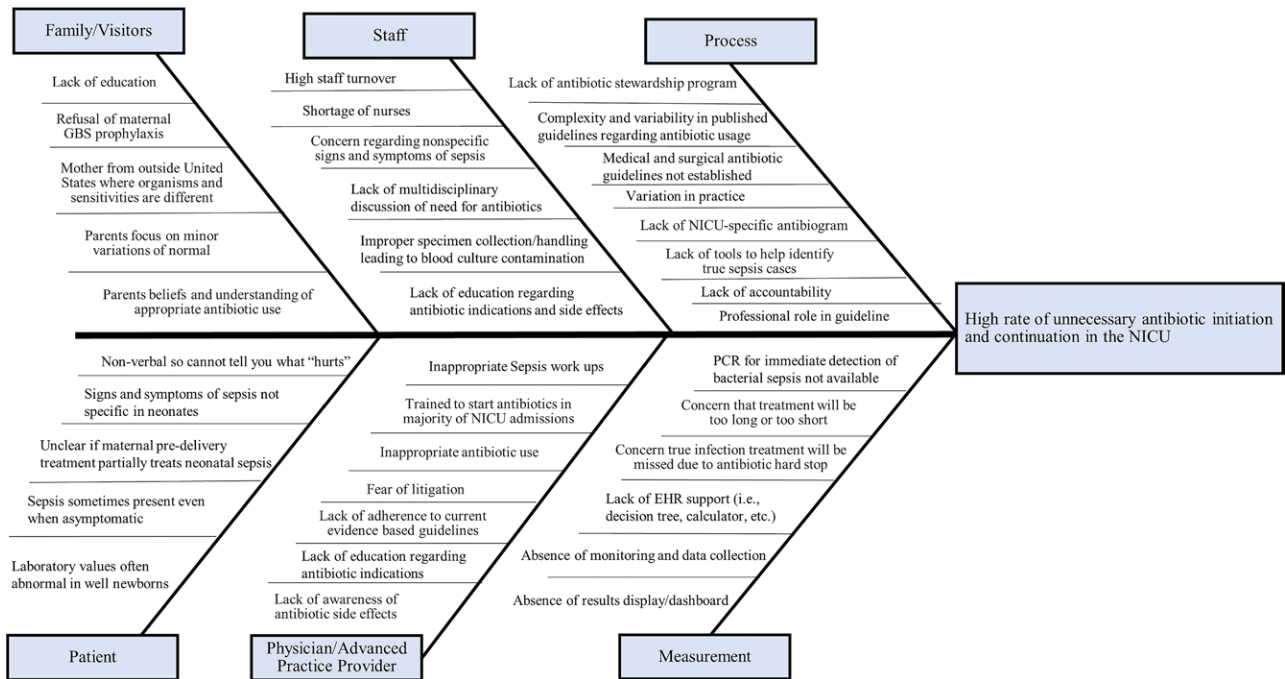 Family/Visitors
Lack of education
Refusal of maternal
GBS prophylaxis
Mother from outside United
States where organisms and
sensitivities are different
Parents focus on minor
variations of normal
Parents beliefs and understanding of
appropriate antibiotic use
Staff
High staff turnover
Shortage of nurses
Concern regarding nonspecific
signs and symptoms of sepsis
Lack of multidisciplinary
discussion of need for antibiotics
Improper specimen collection/handling
leading to blood culture contamination
Lack of education regarding
antibiotic indications and side effects
Process
Lack of antibiotic stewardship program
Complexity and variability in published
guidelines regarding antibiotic usage
Medical and surgical antibiotic
guidelines not established
Variation in practice
Lack of NICU-specific antibiogram
Lack of tools to help identify
true sepsis cases
Lack of accountability
Professional role in guideline
High rate of unnecessary antibiotic initiation
and continuation in the NICU
Non-verbal so cannot tell you what “hurts”
Signs and symptoms of sepsis not
specific in neonates
Unclear if maternal pre-delivery
treatment partially treats neonatal sepsis
Sepsis sometimes present even
when asymptomatic
Laboratory values often
abnormal in well newborns
Patient
Inappropriate Sepsis work ups
Trained to start antibiotics in
majority of NICU admissions
Inappropriate antibiotic use
Fear of litigation
Lack of adherence to current
evidence based guidelines
Lack of education regarding
antibiotic indications
Lack of awareness of
antibiotic side effects
Physician/Advanced
Practice Provider
PCR for immediate detection of
bacterial sepsis not available
Concern that treatment will be
too long or too short
Concern true infection treatment will be
missed due to antibiotic hard stop
Lack of EHR support (i.e.,
decision tree, calculator, etc.)
Absence of monitoring and data collection
Absence of results display/dashboard
Measurement